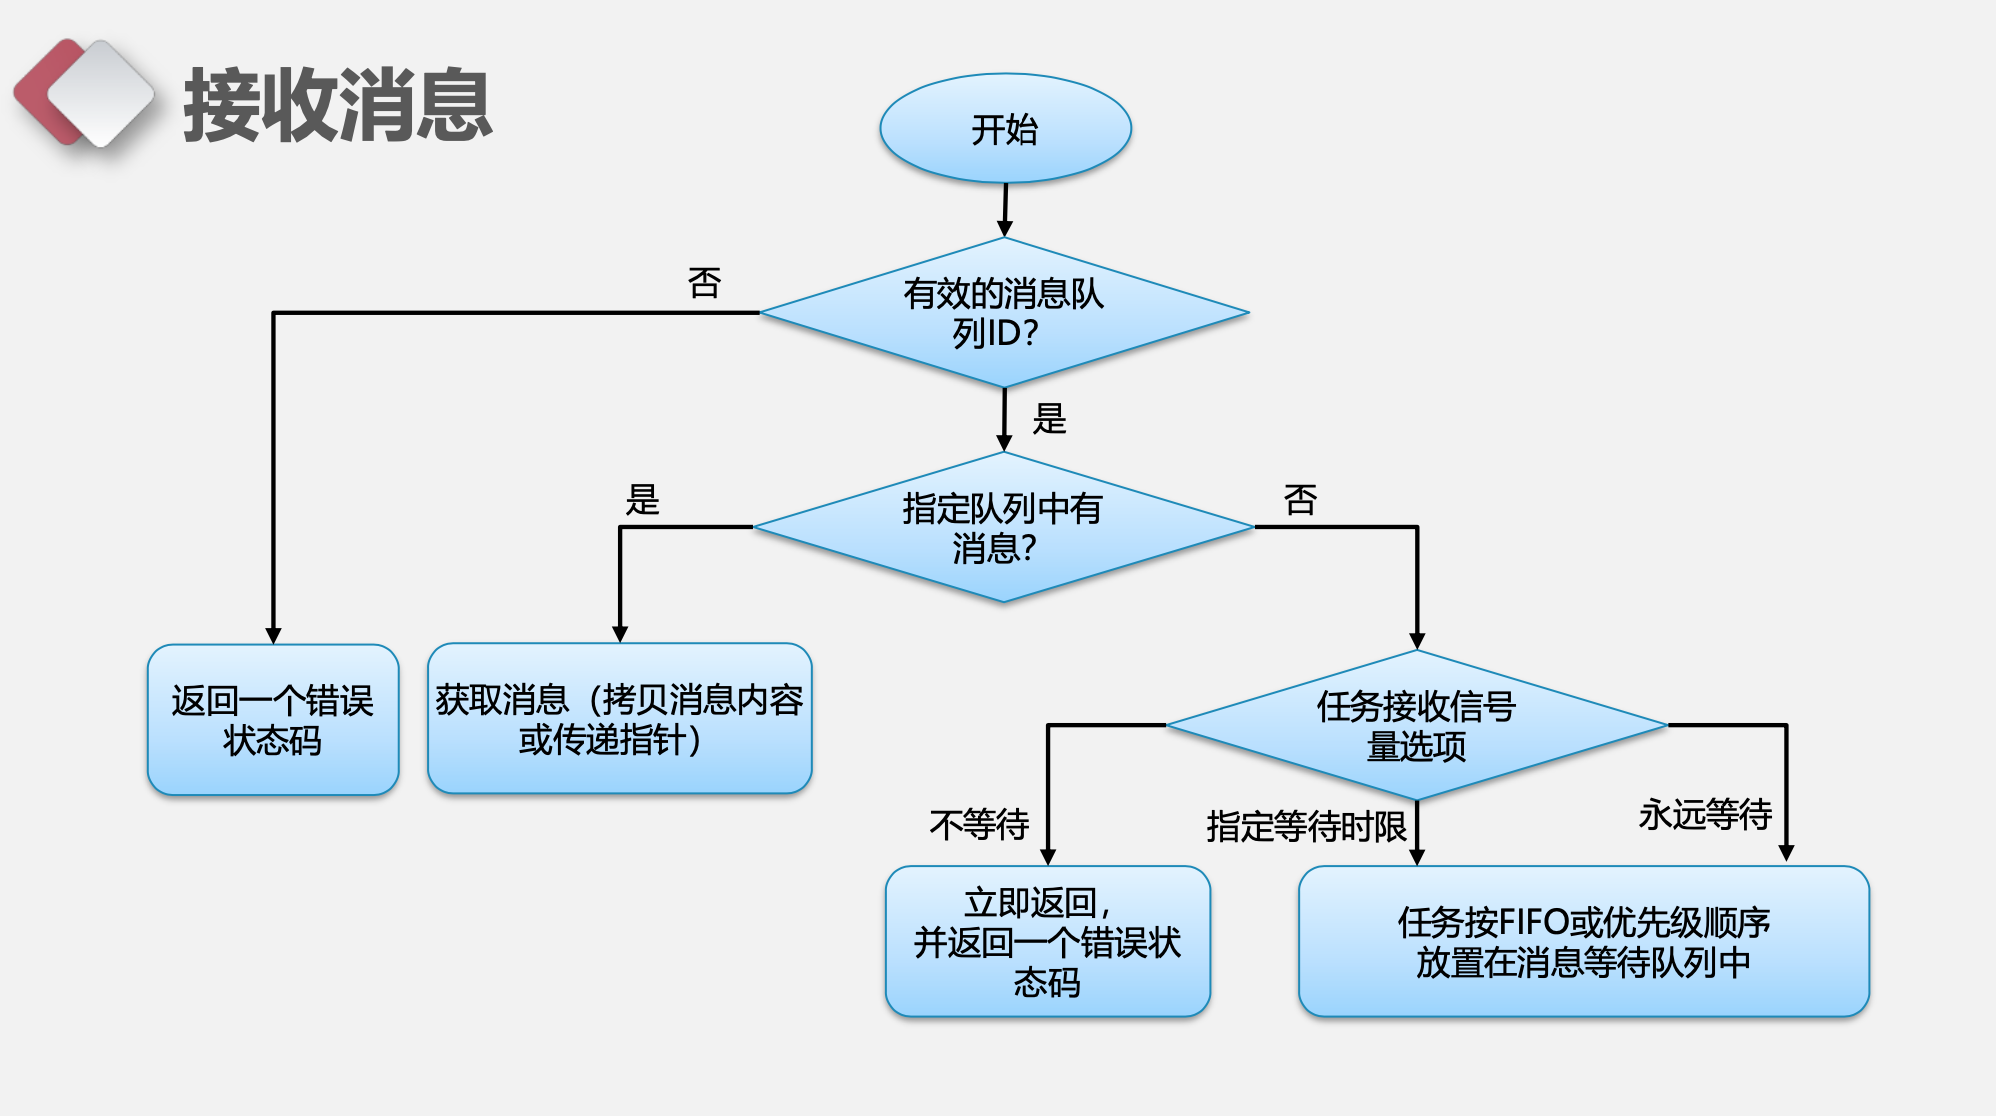 接收消息
开始
有效的消息队
列ID?
否
是
指定队列中有
消息?
是
否
返回一个错误
状态码
获取消息（拷贝消息内容
或传递指针）
任务接收信号
量选项
不等待
指定等待时限
永远等待
立即返回，
并返回一个错误状
态码
任务按FIFO或优先级顺序
放置在消息等待队列中